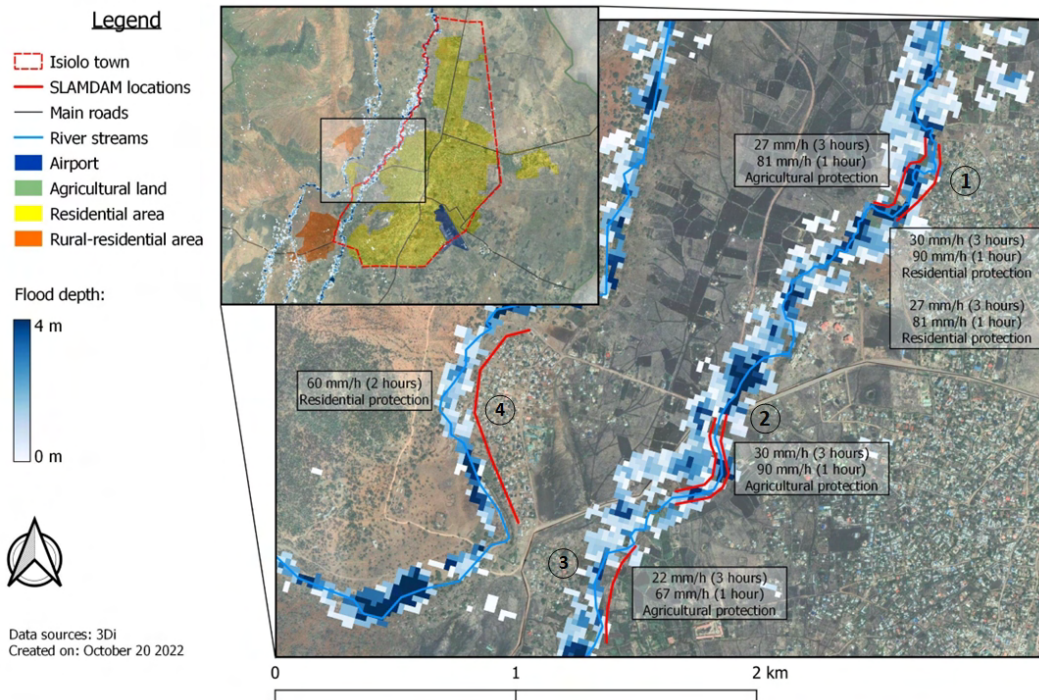 Legend
Isiolo town
SLAMDAM locations
Main roads
River streams
Airport
Agricultural land
Residential area
Rural-residential area
Flood depth:
4 m
0 m
Data sources: 3Di
Created on: October 20 2022
27 mm/h (3 hours)
81 mm/h (1 hour)
Agricultural protection
1
30 mm/h (3 hours)
90 mm/h (1 hour)
Residential protection
27 mm/h (3 hours)
81 mm/h (1 hour)
Residential protection
60 mm/h (2 hours)
Residential protection
4
2
30 mm/h (3 hours)
90 mm/h (1 hour)
Agricultural protection
3
22 mm/h (3 hours)
67 mm/h (1 hour)
Agricultural protection
0
1
2 km